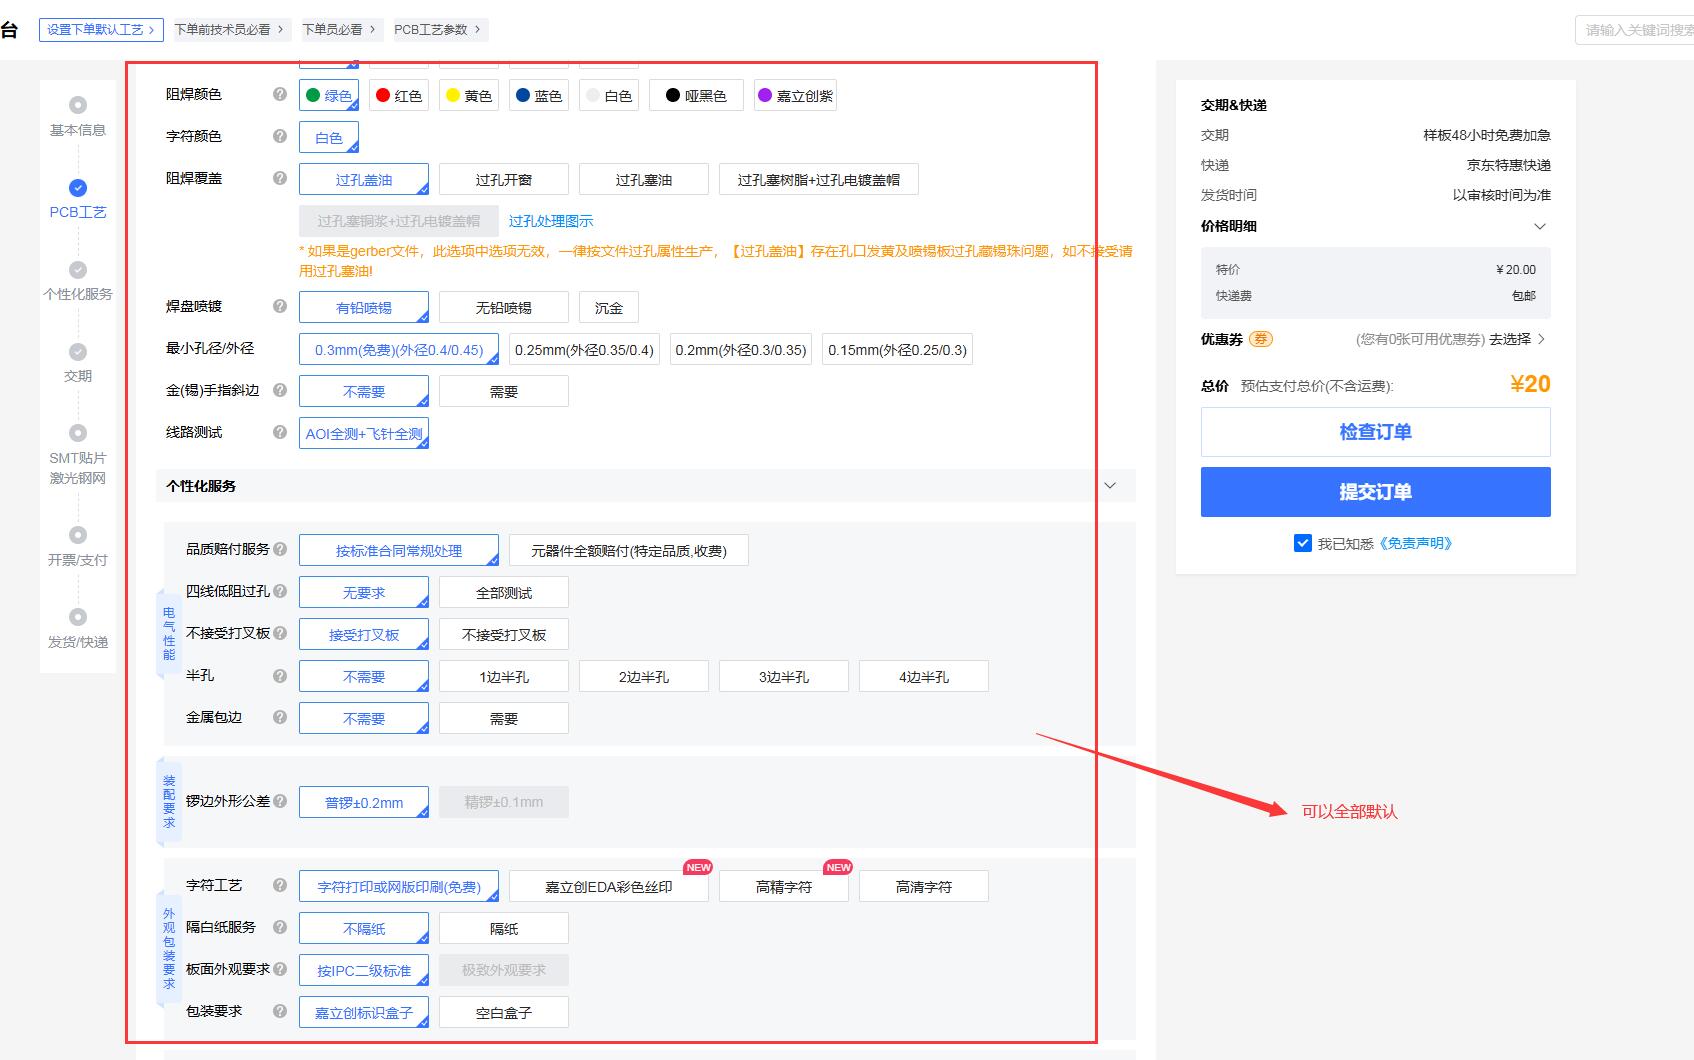 台 设置下单默认工艺 > 下单前技术员必看 > 下单员必看 > PCB工艺参数 > 请输入关键词搜索
基本信息
PCB工艺
个性化服务
交期
SMT贴片
激光钢网
开票/支付
发货/快递
阻焊颜色 ? 绿色 红色 黄色 蓝色 白色 哑黑色 嘉立创紫
字符颜色 ? 白色
阻焊覆盖 ? 过孔盖油 过孔开窗 过孔塞油 过孔塞树脂+过孔电镀盖帽
过孔塞铜浆+过孔电镀盖帽 过孔处理图示
* 如果是gerber文件，此选项中选项无效，一律按文件过孔属性生产，【过孔盖油】存在孔口发黄及喷锡板过孔藏锡珠问题，如不接受请
用过孔塞油!
焊盘喷镀 ? 有铅喷锡 无铅喷锡 沉金
最小孔径/外径 0.3mm(免费)(外径0.4/0.45) 0.25mm(外径0.35/0.4) 0.2mm(外径0.3/0.35) 0.15mm(外径0.25/0.3)
金(锡)手指斜边 ? 不需要 需要
线路测试 ? AOI全测+飞针全测
个性化服务
电气性能
品质赔付服务 ? 按标准合同常规处理 元器件全额赔付(特定品质,收费)
四线低阻过孔 ? 无要求 全部测试
不接受打叉板 ? 接受打叉板 不接受打叉板
半孔 ? 不需要 1边半孔 2边半孔 3边半孔 4边半孔
金属包边 ? 不需要 需要
装配要求
锣边外形公差 ? 普锣±0.2mm 精锣±0.1mm
外观包装要求
字符工艺 ? 字符打印或网版印刷(免费) 嘉立创EDA彩色丝印 NEW 高精字符 NEW 高清字符
隔白纸服务 ? 不隔纸 隔纸
板面外观要求 ? 按IPC二级标准 极致外观要求
包装要求 ? 嘉立创标识盒子 空白盒子
交期&快递
交期 样板48小时免费加急
快递 京东特惠快递
发货时间 以审核时间为准
价格明细
特价 ¥20.00
快递费 包邮
优惠券 券 (您有0张可用优惠券) 去选择 >
总价 预估支付总价(不含运费): ¥20
检查订单
提交订单
我已知悉《免责声明》
可以全部默认